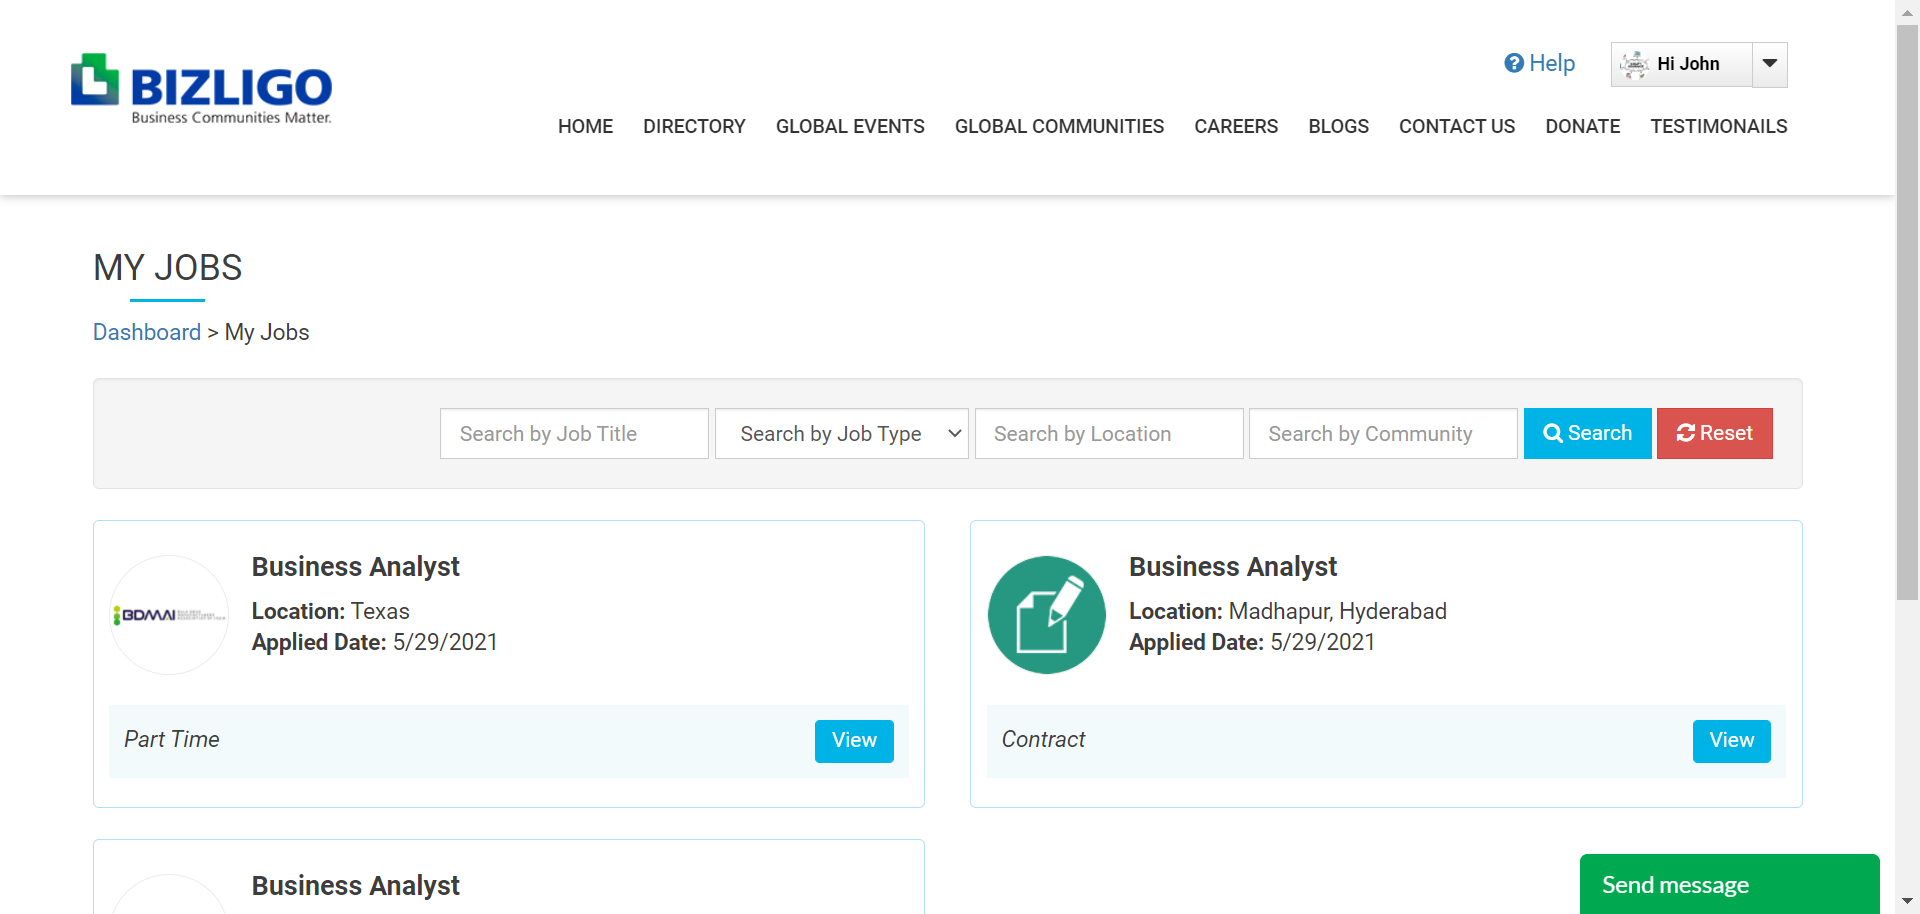 BIZLIGO
Business Communities Matter.
Help
Hi John
HOME DIRECTORY GLOBAL EVENTS GLOBAL COMMUNITIES CAREERS BLOGS CONTACT US DONATE TESTIMONAILS
MY JOBS
Dashboard > My Jobs
Search by Job Title Search by Job Type Search by Location Search by Community Search Reset
BDMAI
Business Analyst
Location: Texas
Applied Date: 5/29/2021
Part Time View
Business Analyst
Location: Madhapur, Hyderabad
Applied Date: 5/29/2021
Contract View
Business Analyst
Send message